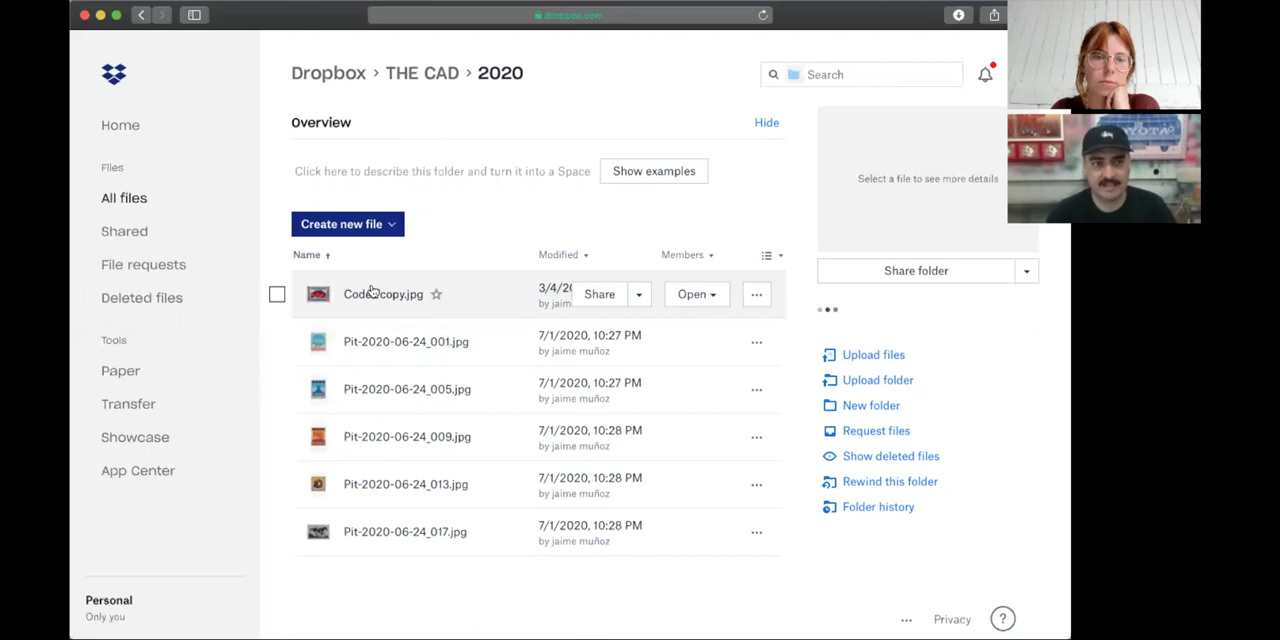 dropbox.com
Dropbox › THE CAD › 2020
Search
Overview
Hide
Click here to describe this folder and turn it into a Space
Show examples
Select a file to see more details
Create new file
Share folder
Name
Modified
Members
3/4/20
Share
Open
by jaim
Pit-2020-06-24_001.jpg
7/1/2020, 10:27 PM
by jaime muñoz
Pit-2020-06-24_005.jpg
7/1/2020, 10:27 PM
by jaime muñoz
Pit-2020-06-24_009.jpg
7/1/2020, 10:28 PM
by jaime muñoz
Pit-2020-06-24_013.jpg
7/1/2020, 10:28 PM
by jaime muñoz
Pit-2020-06-24_017.jpg
7/1/2020, 10:28 PM
by jaime muñoz
Home
Files
All files
Shared
File requests
Deleted files
Tools
Paper
Transfer
Showcase
App Center
Personal
Only you
Upload files
Upload folder
New folder
Request files
Show deleted files
Rewind this folder
Folder history
Privacy
?